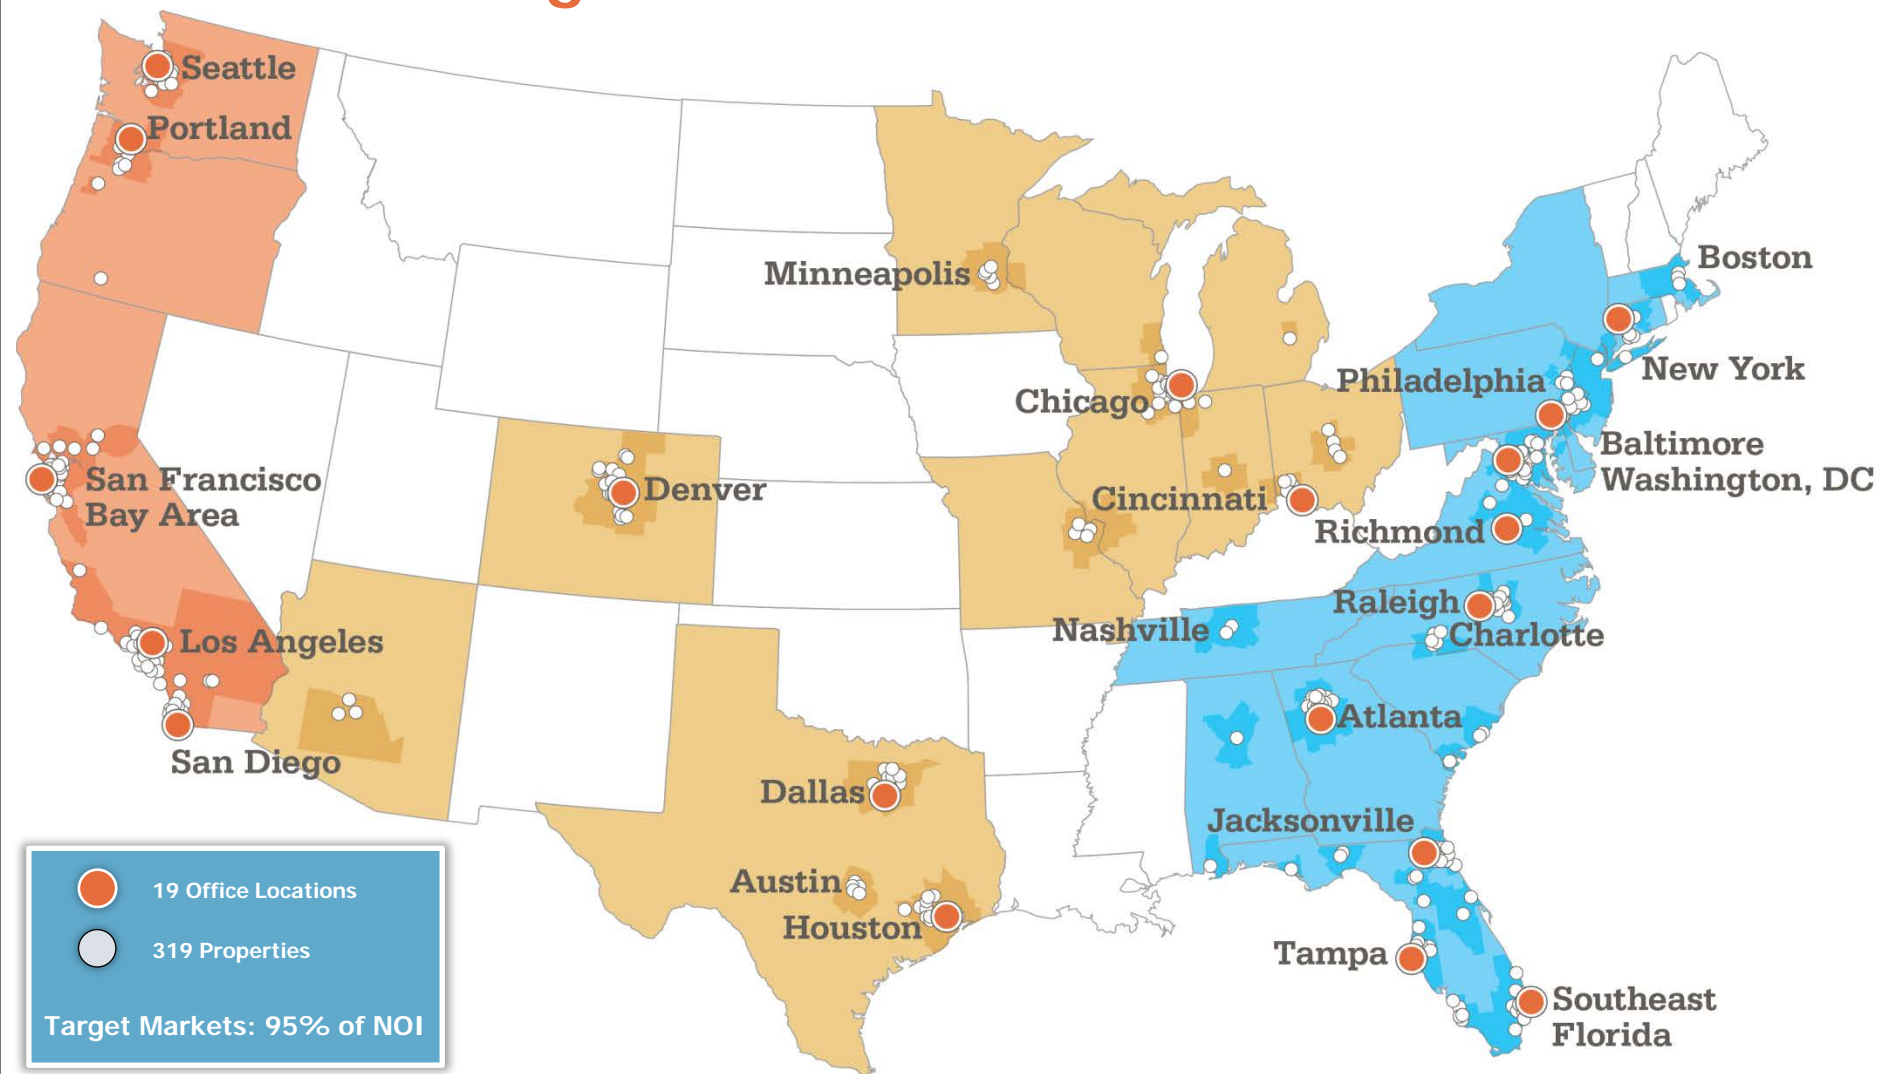 Seattle
Portland
Minneapolis
Boston
New York
Philadelphia
Chicago
Baltimore
Washington, DC
San Francisco
Bay Area
Denver
Cincinnati
Richmond
Raleigh
Charlotte
Nashville
Los Angeles
Atlanta
San Diego
Dallas
Jacksonville
Austin
Houston
Tampa
Southeast
Florida
19 Office Locations
319 Properties
Target Markets: 95% of NOI